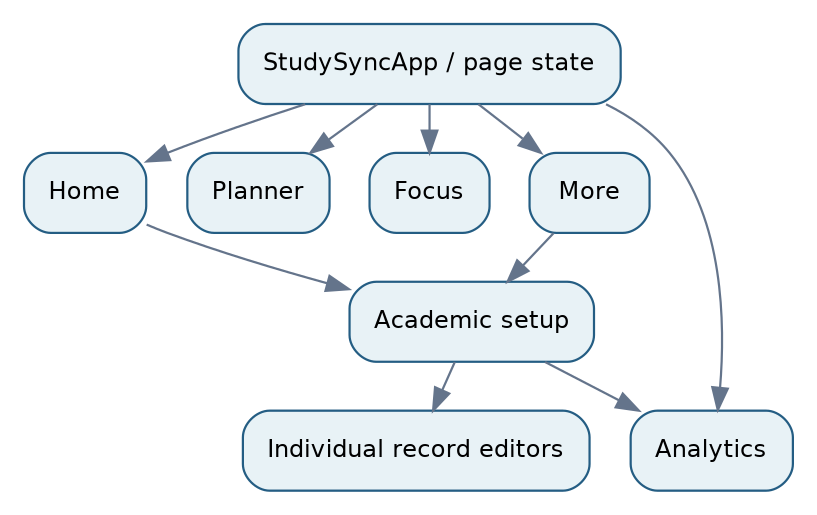 StudySyncApp / page state
Home
Planner
Focus
More
Academic setup
Individual record editors
Analytics